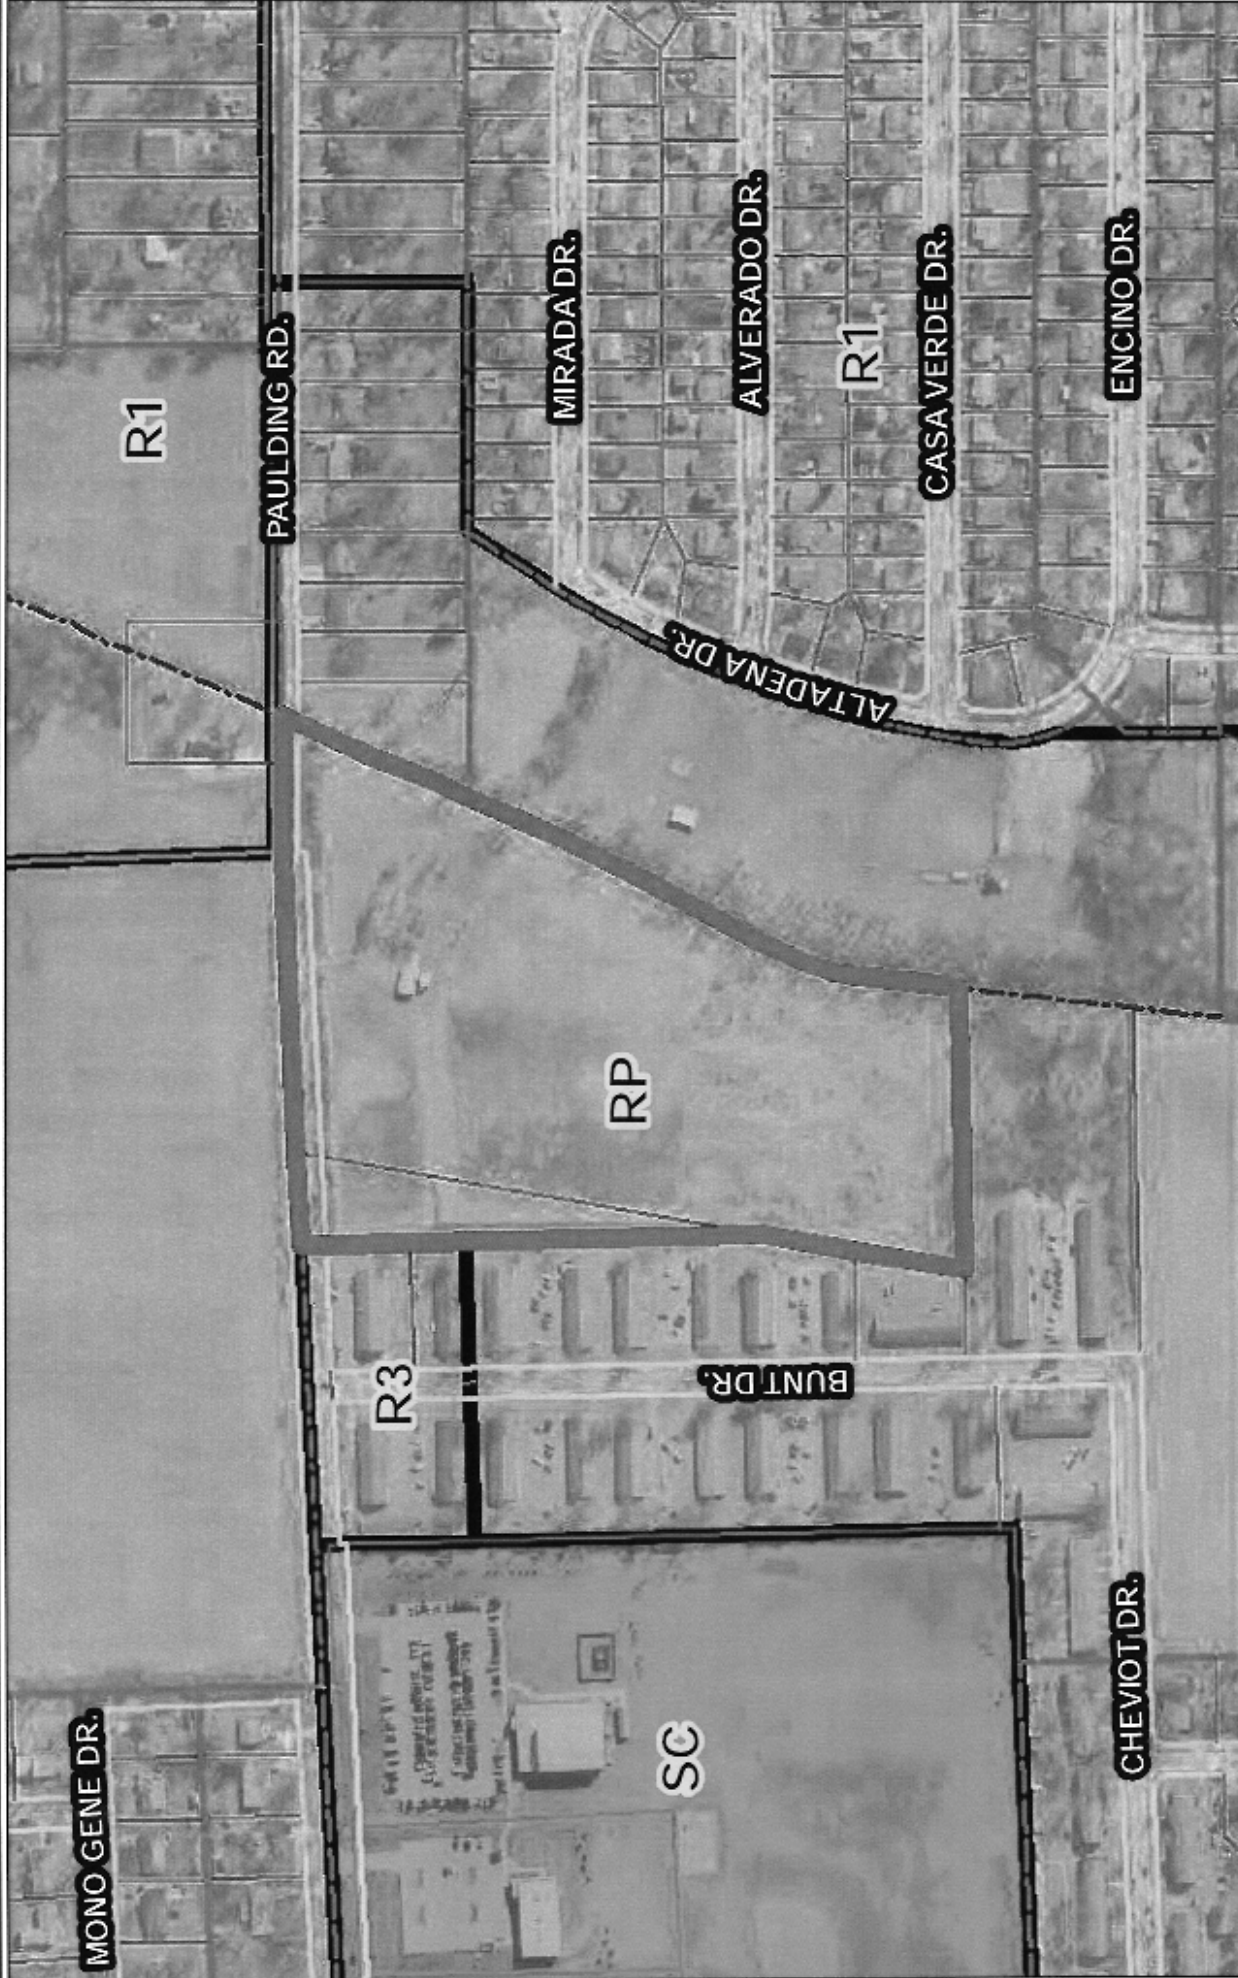 MONO GENE DR.
R1
PAULDING RD.
R3
MIRADA DR.
RP
SC
ALTADENA DR.
ALVERADO DR.
BUNT DR.
R1
CASA VERDE DR.
ENCINO DR.
CHEVIOT DR.